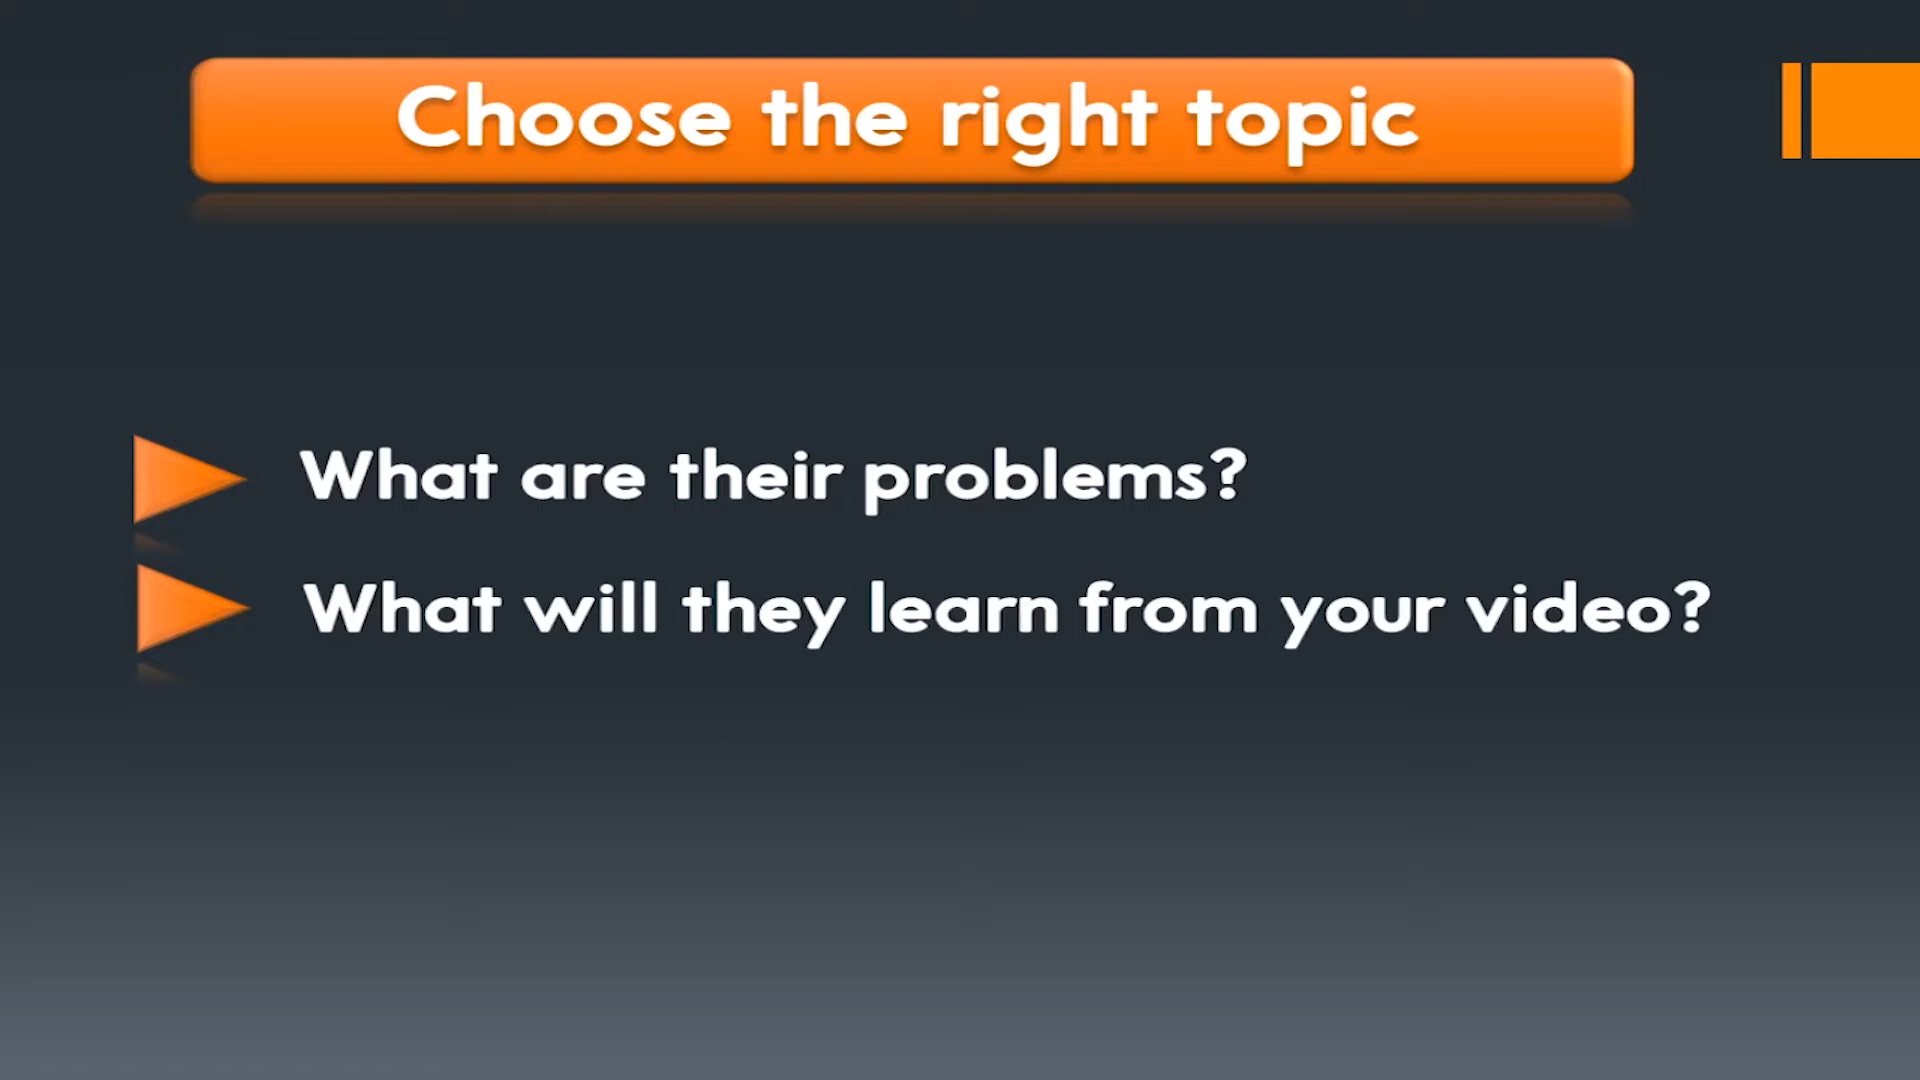 Choose the right topic
What are their problems?
What will they learn from your video?